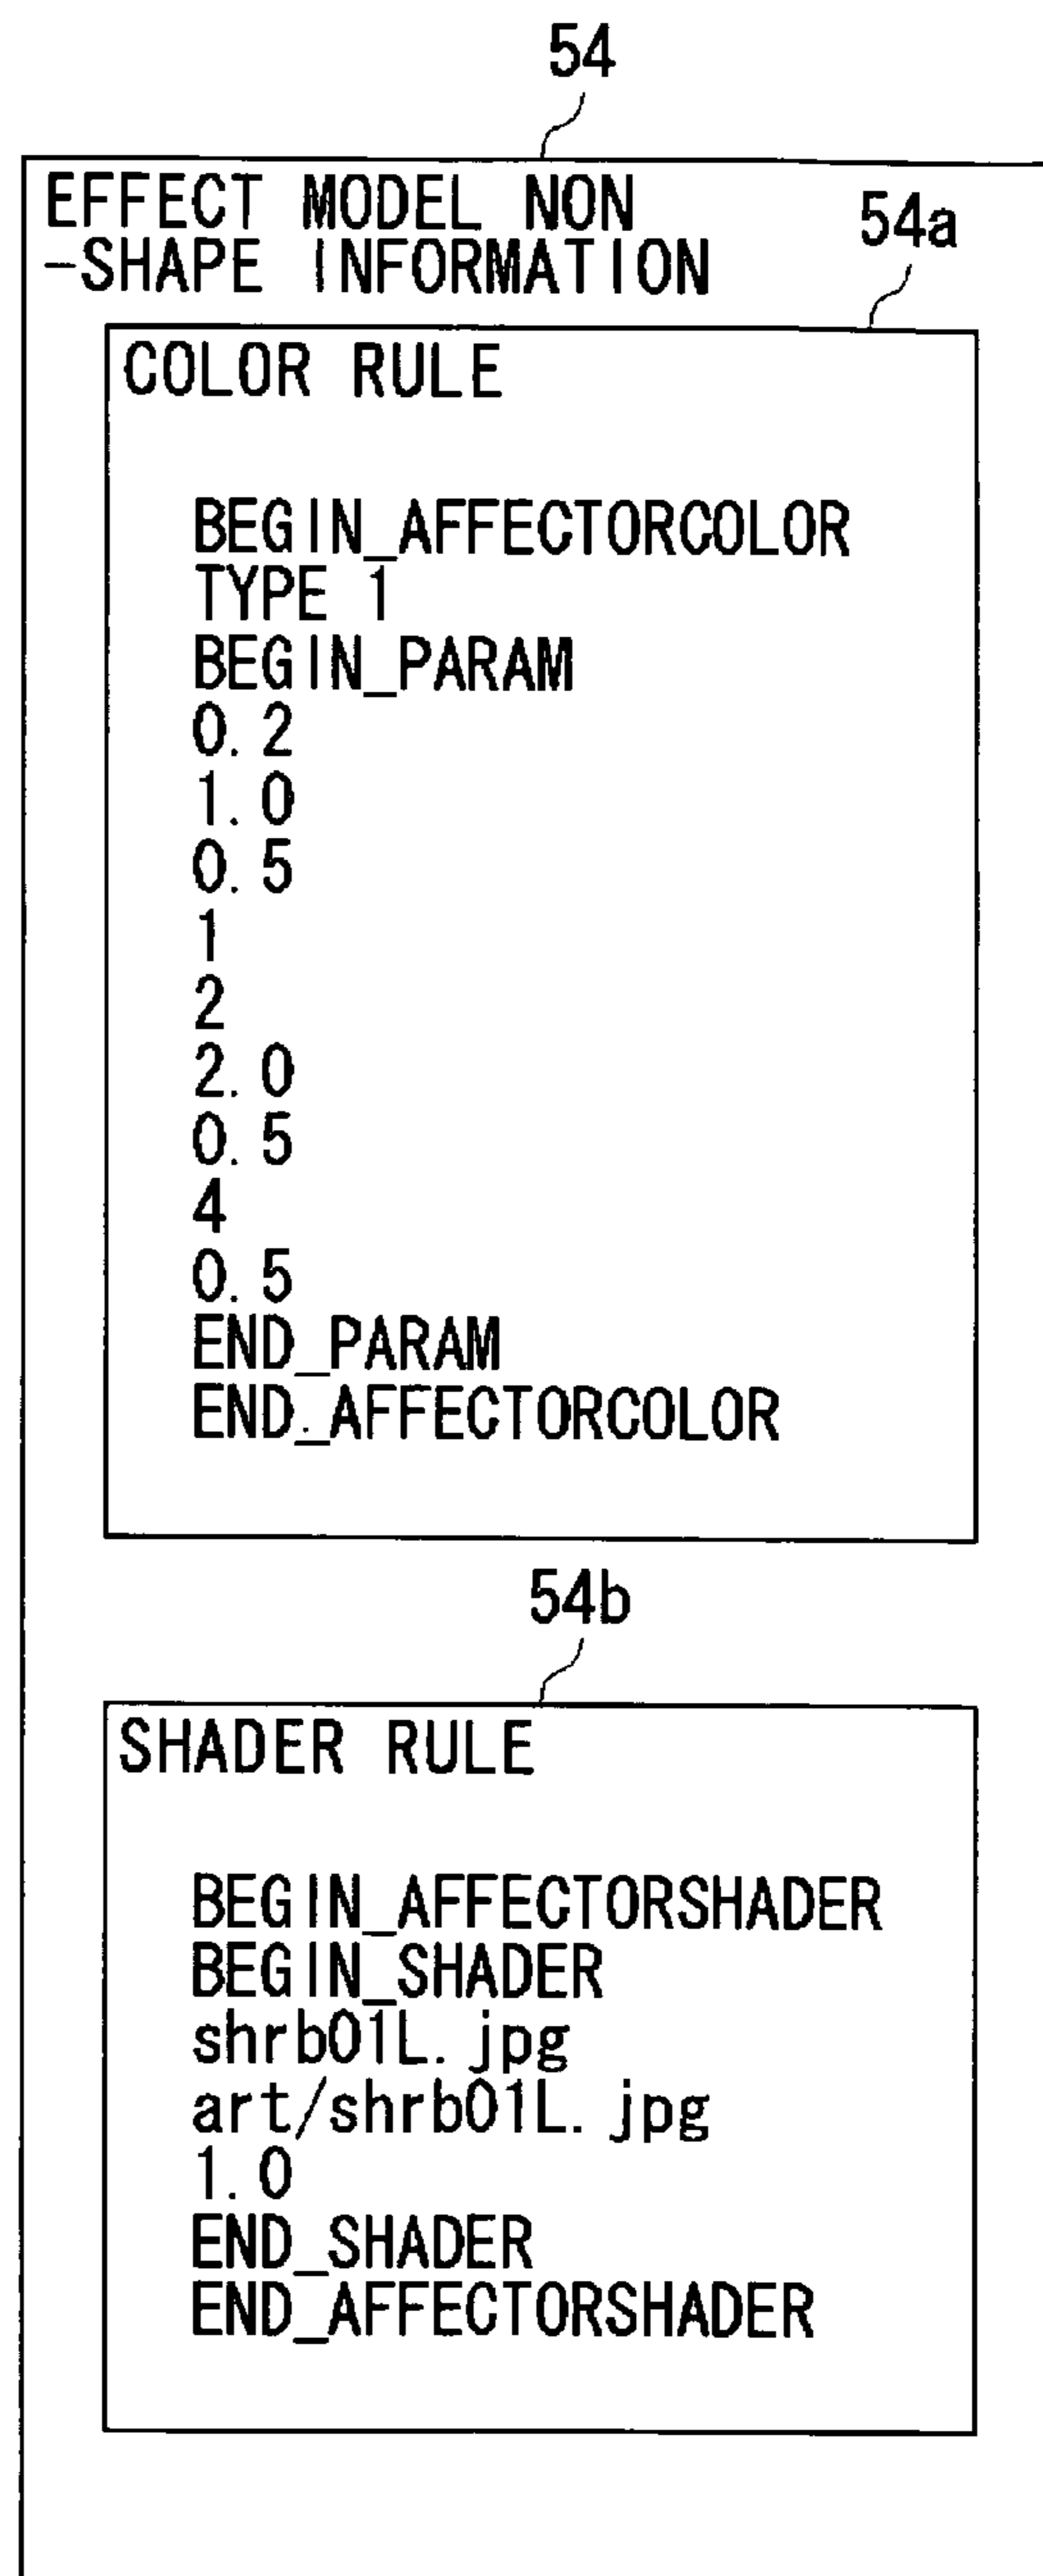 54
EFFECT MODEL NON
-SHAPE INFORMATION
54a
COLOR RULE
BEGIN_AFFECTORCOLOR
TYPE 1
BEGIN_PARAM
0.2
1.0
0.5
1
2
2.0
0.5
4
0.5
END_PARAM
END_AFFECTORCOLOR
54b
SHADER RULE
BEGIN_AFFECTORSHADER
BEGIN_SHADER
shrb01L.jpg
art/shrb01L.jpg
1.0
END_SHADER
END_AFFECTORSHADER